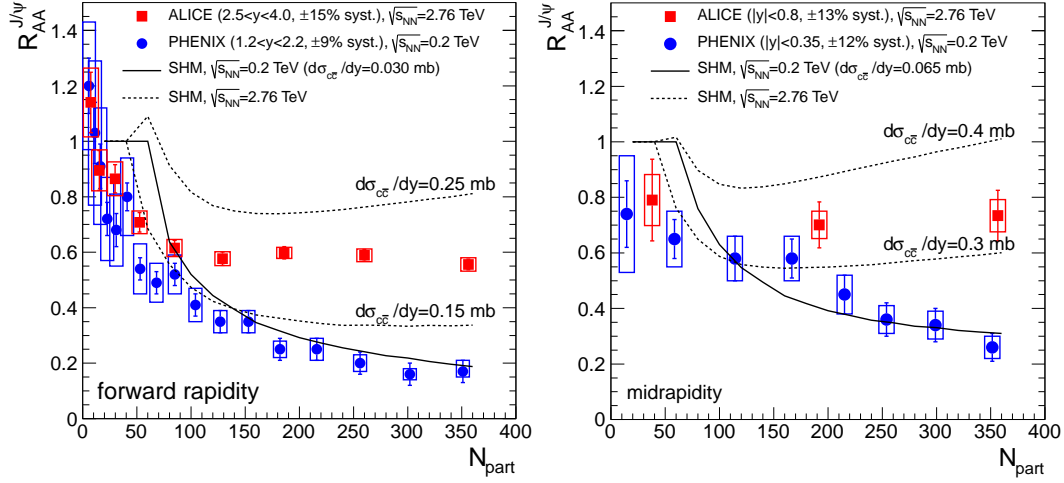 R_AA^J/ψ
1.4
1.2
1
0.8
0.6
0.4
0.2
0
ALICE (2.5<y<4.0, ±15% syst.), √s_NN=2.76 TeV
PHENIX (1.2<y<2.2, ±9% syst.), √s_NN=0.2 TeV
SHM, √s_NN=0.2 TeV (dσ_cc̅/dy=0.030 mb)
SHM, √s_NN=2.76 TeV
dσ_cc̅/dy=0.25 mb
dσ_cc̅/dy=0.15 mb
forward rapidity
0 50 100 150 200 250 300 350 400
N_part
R_AA^J/ψ
1.4
1.2
1
0.8
0.6
0.4
0.2
0
ALICE (|y|<0.8, ±13% syst.), √s_NN=2.76 TeV
PHENIX (|y|<0.35, ±12% syst.), √s_NN=0.2 TeV
SHM, √s_NN=0.2 TeV (dσ_cc̅/dy=0.065 mb)
SHM, √s_NN=2.76 TeV
dσ_cc̅/dy=0.4 mb
dσ_cc̅/dy=0.3 mb
midrapidity
0 50 100 150 200 250 300 350 400
N_part